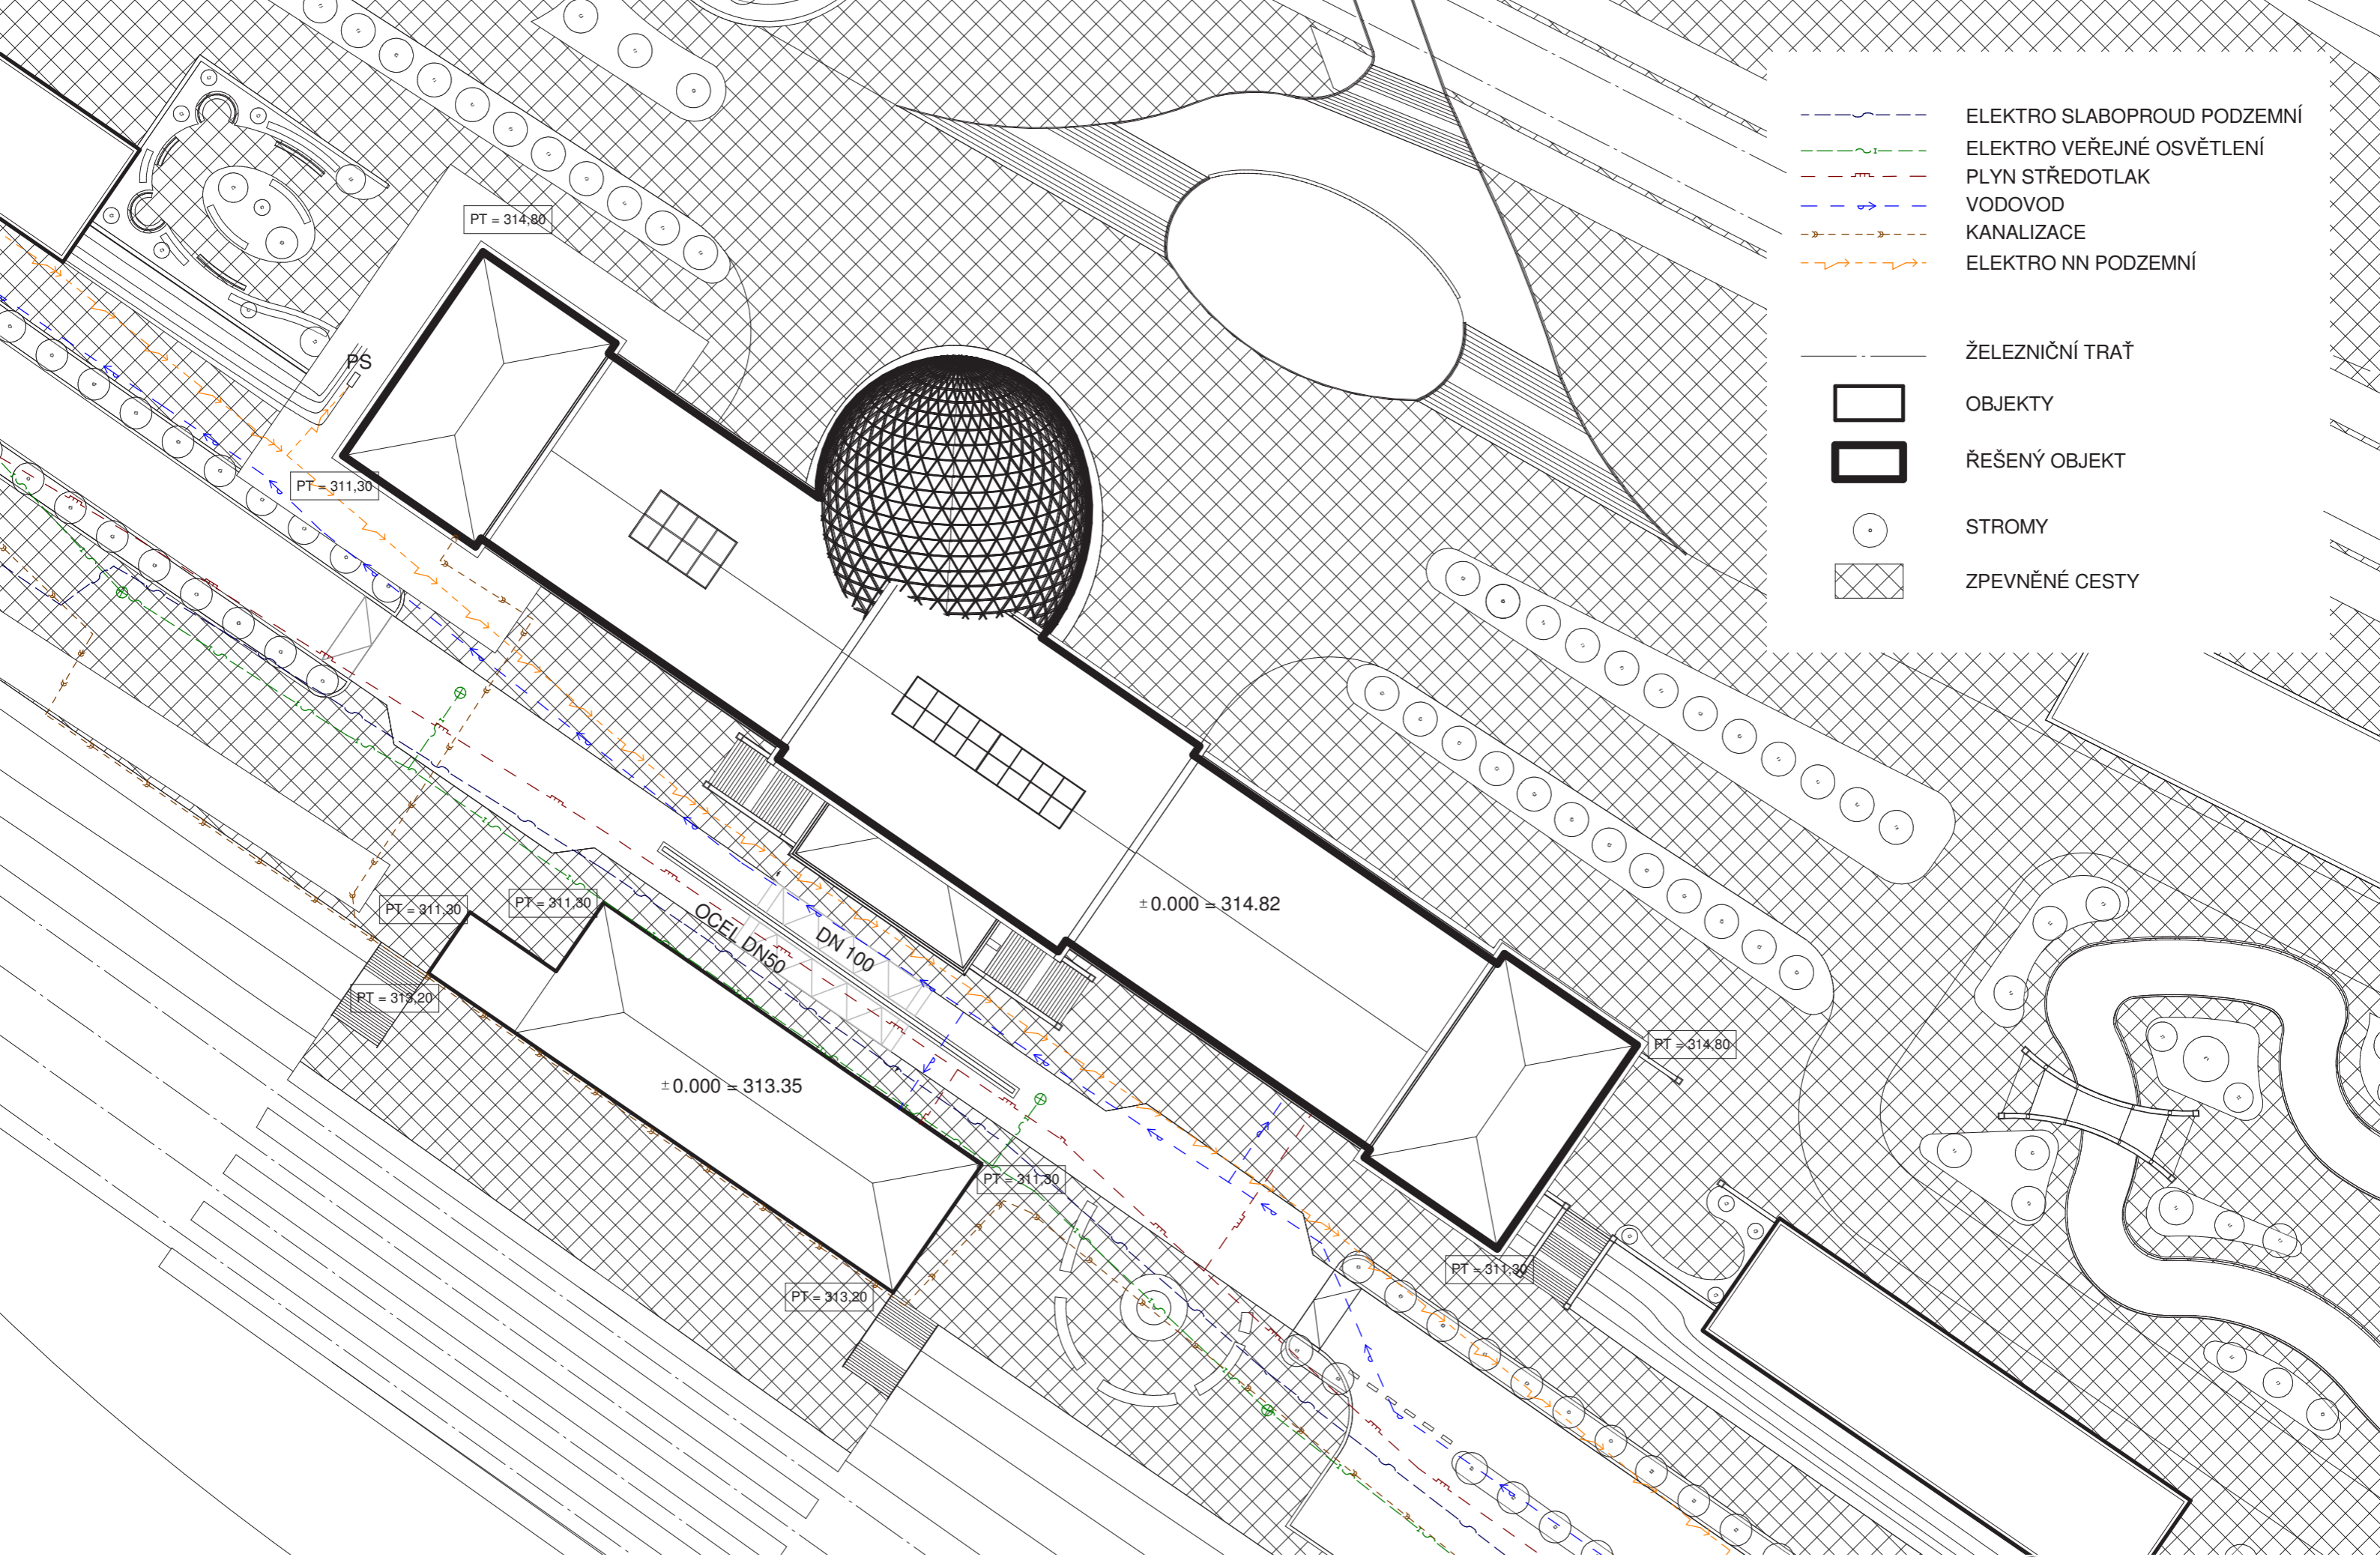 ELEKTRO SLABOPROUD PODZEMNÍ
ELEKTRO VEŘEJNÉ OSVĚTLENÍ
PLYN STŘEDOTLAK
VODOVOD
KANALIZACE
ELEKTRO NN PODZEMNÍ
ŽELEZNIČNÍ TRAŤ
OBJEKTY
ŘEŠENÝ OBJEKT
STROMY
ZPEVNĚNÉ CESTY
PT = 314,80
PS
PT = 311,30
±0.000 = 314.82
PT = 311,30
PT = 311,30
OCEL DN50
DN 100
PT = 313,20
PT = 314,80
±0.000 = 313.35
PT = 311,30
PT = 311,30
PT = 313,20